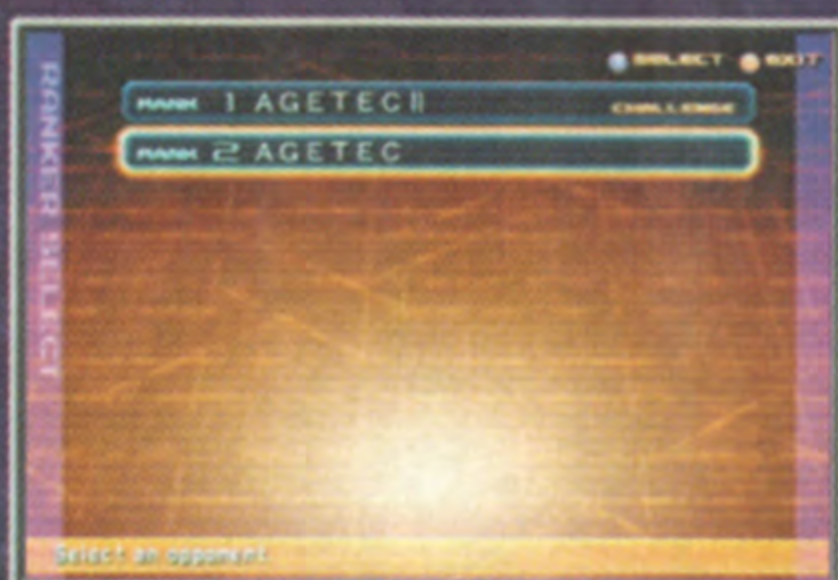 SELECT EXIT
RANK 1 AGETEC II CHALLENGE
RANK 2 AGETEC
RANKER SELECT
Select an opponent